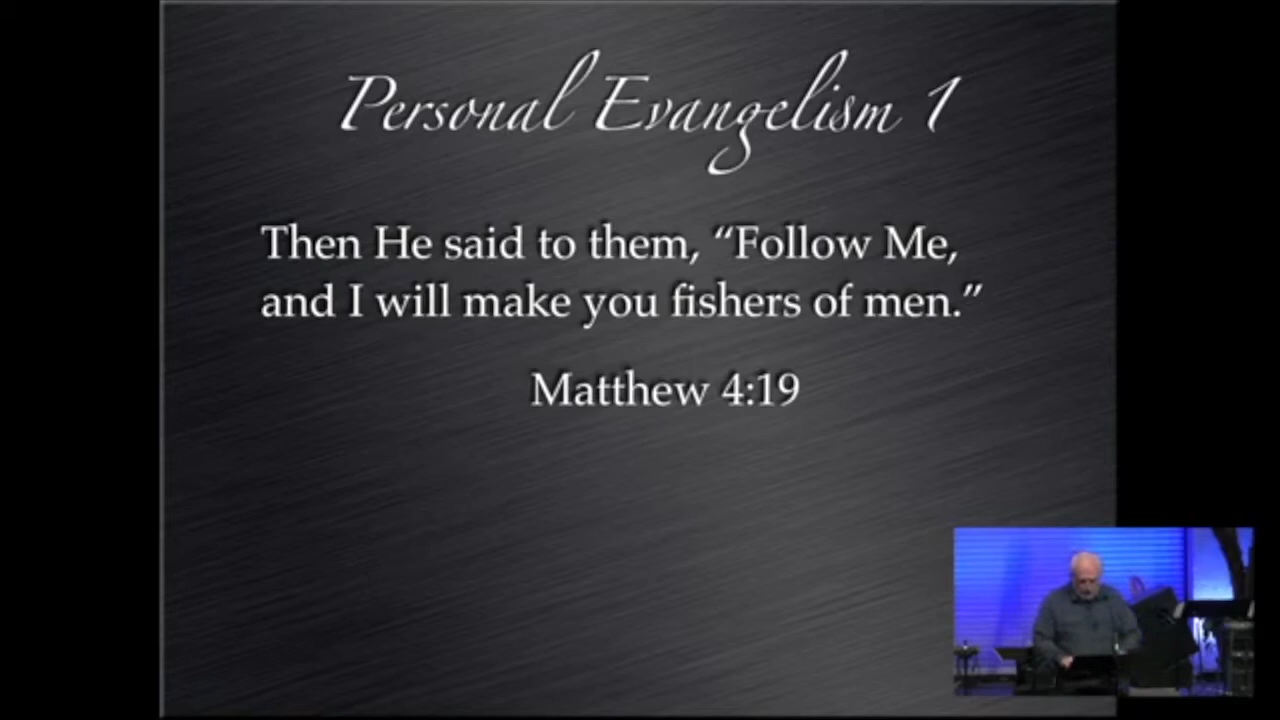 Personal Evangelism 1
Then He said to them, “Follow Me,
and I will make you fishers of men.”
Matthew 4:19